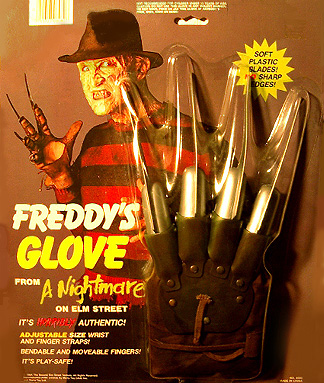 SOFT
PLASTIC
BLADES!
NO SHARP
EDGES!
FREDDY'S
GLOVE
FROM A Nightmare
ON ELM STREET
IT'S AUTHENTIC!
ADJUSTABLE SIZE WRIST
AND FINGER STRAPS!
BENDABLE AND MOVEABLE FINGERS!
IT'S PLAY-SAFE!